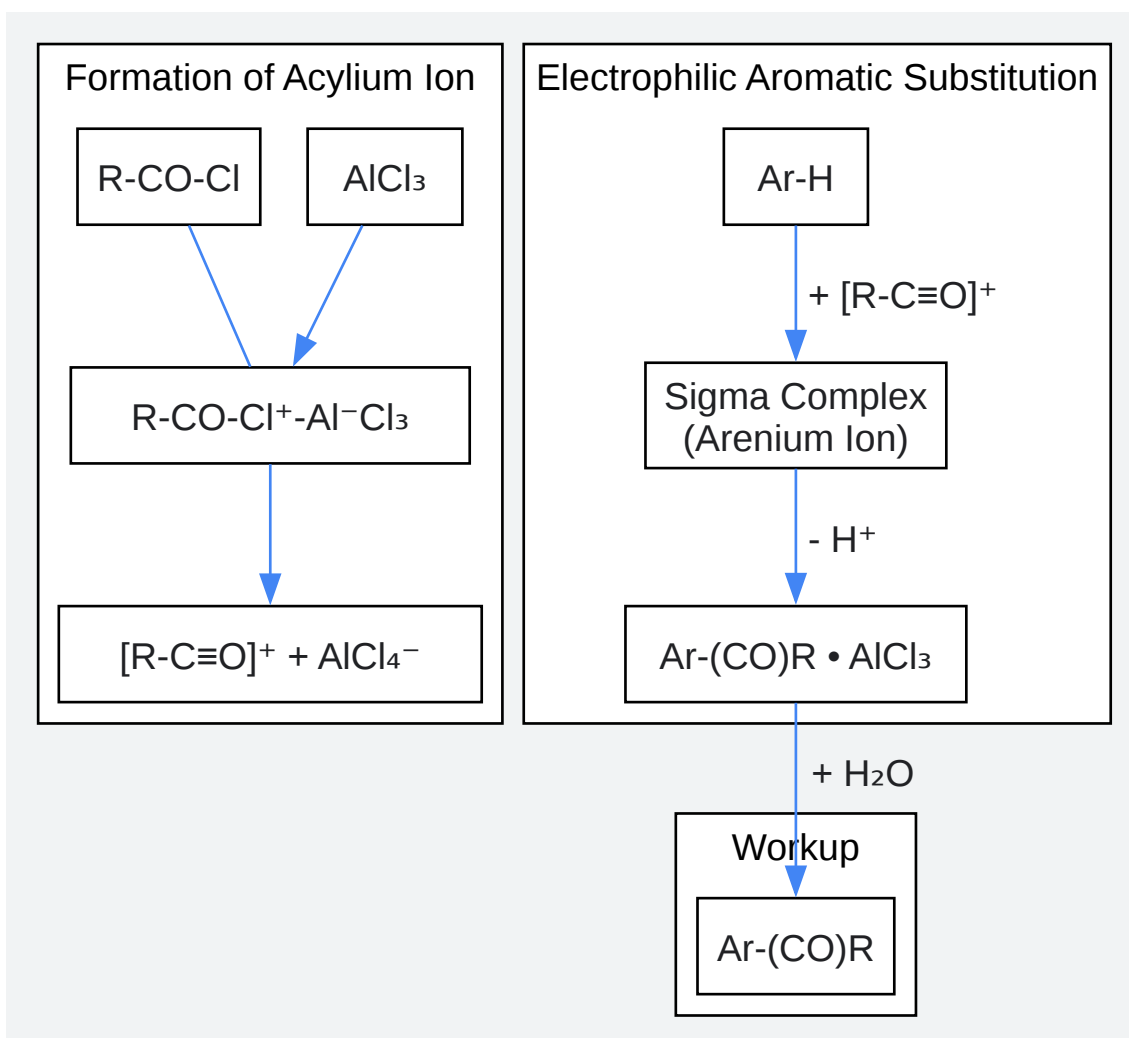 Formation of Acylium Ion
R-CO-Cl
AlCl₃
R-CO-Cl⁺-Al⁻Cl₃
[R-C≡O]⁺ + AlCl₄⁻
Electrophilic Aromatic Substitution
Ar-H
+ [R-C≡O]⁺
Sigma Complex
(Arenium Ion)
- H⁺
Ar-(CO)R • AlCl₃
+ H₂O
Workup
Ar-(CO)R